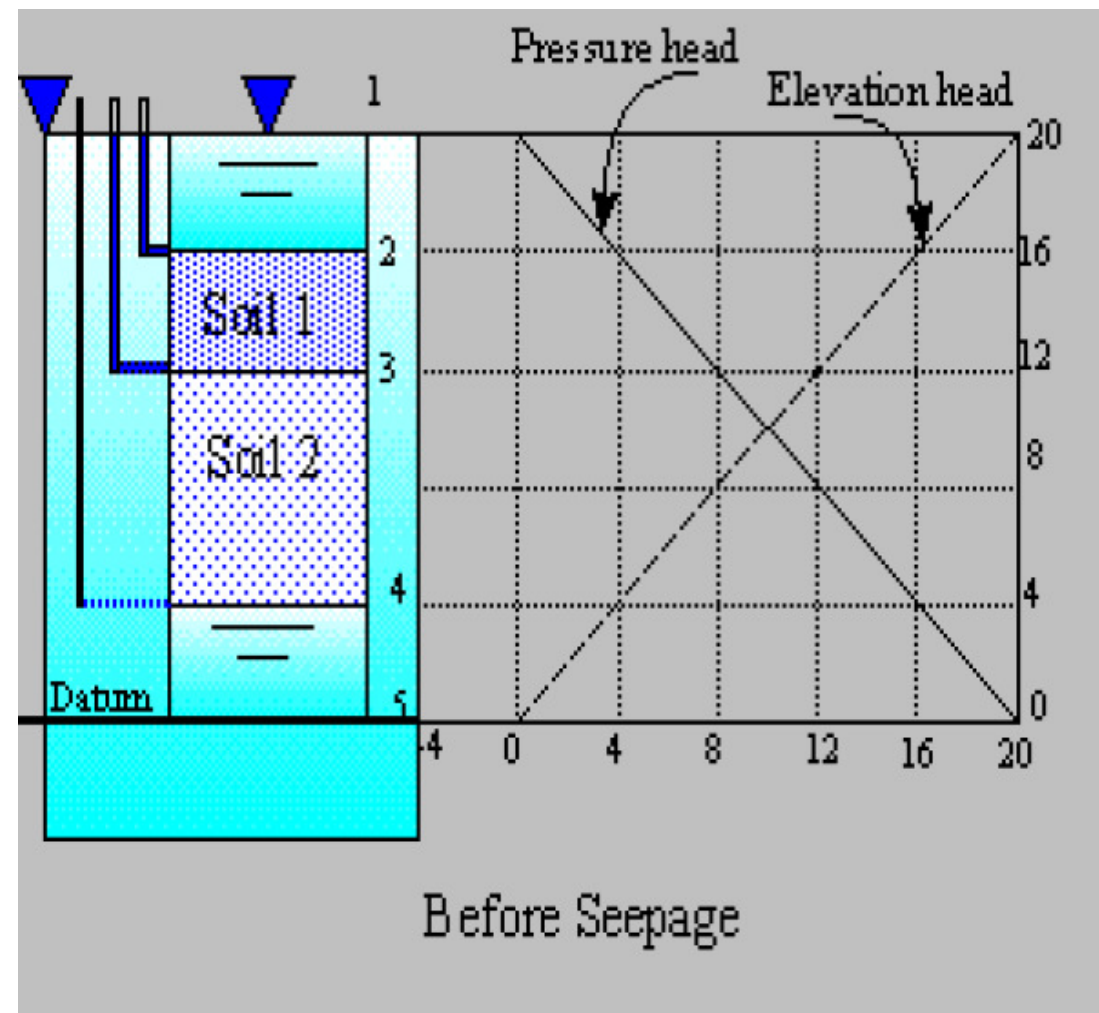 Pressure head
1
Elevation head
20
2
16
Soil 1
3
12
Soil 2
8
4
4
Datum
5
0
-4 0 4 8 12 16 20
Before Seepage